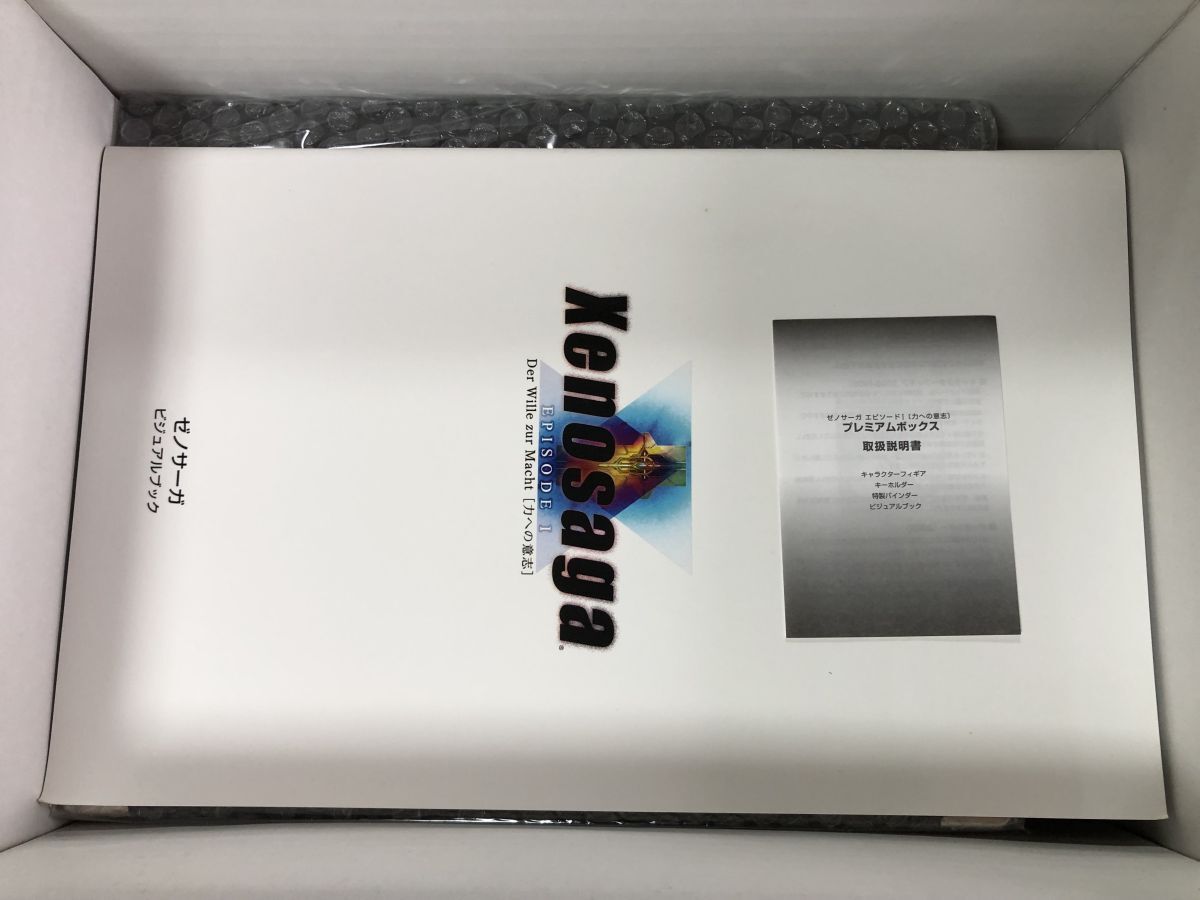 Xenosaga®
EPISODE I
Der Wille zur Macht [力への意志]
ゼノサーガ
ビジュアルブック
ゼノサーガ エピソードI [力への意志]
プレミアムボックス
取扱説明書
キャラクターフィギア
キーホルダー
特製バインダー
ビジュアルブック